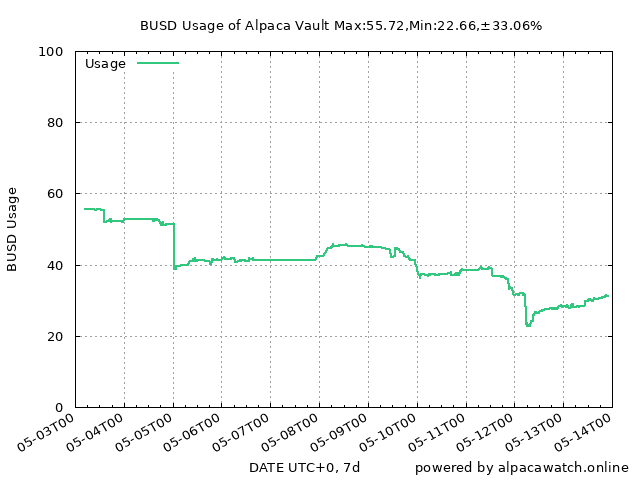 BUSD Usage of Alpaca Vault Max:55.72,Min:22.66,±33.06%
Usage
BUSD Usage
100
80
60
40
20
0
05-03T00
05-04T00
05-05T00
05-06T00
05-07T00
05-08T00
05-09T00
05-10T00
05-11T00
05-12T00
05-13T00
05-14T00
DATE UTC+0, 7d
powered by alpacawatch.online